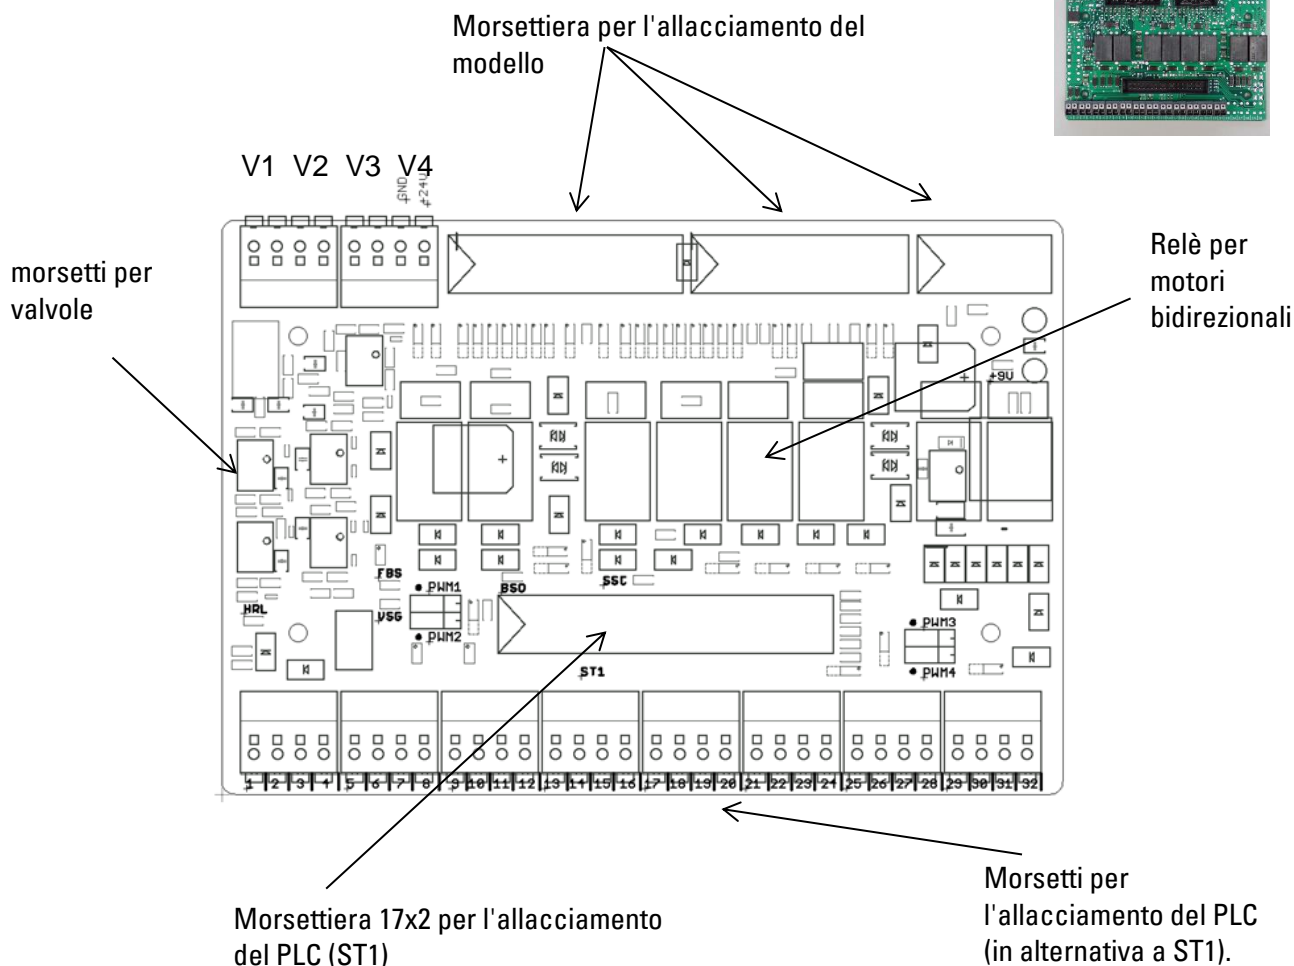 Morsettiera per l'allacciamento del
modello
V1 V2 V3 V4
GND
+24V
morsetti per
valvole
Relè per
motori
bidirezionali
+9V
FBS
PWM1
BSO
SSC
HRL
VSG
PWM2
PWM3
ST1
PWM4
1 2 3 4 5 6 7 8 9 10 11 12 13 14 15 16 17 18 19 20 21 22 23 24 25 26 27 28 29 30 31 32
Morsettiera 17x2 per l'allacciamento
del PLC (ST1)
Morsetti per
l'allacciamento del PLC
(in alternativa a ST1).